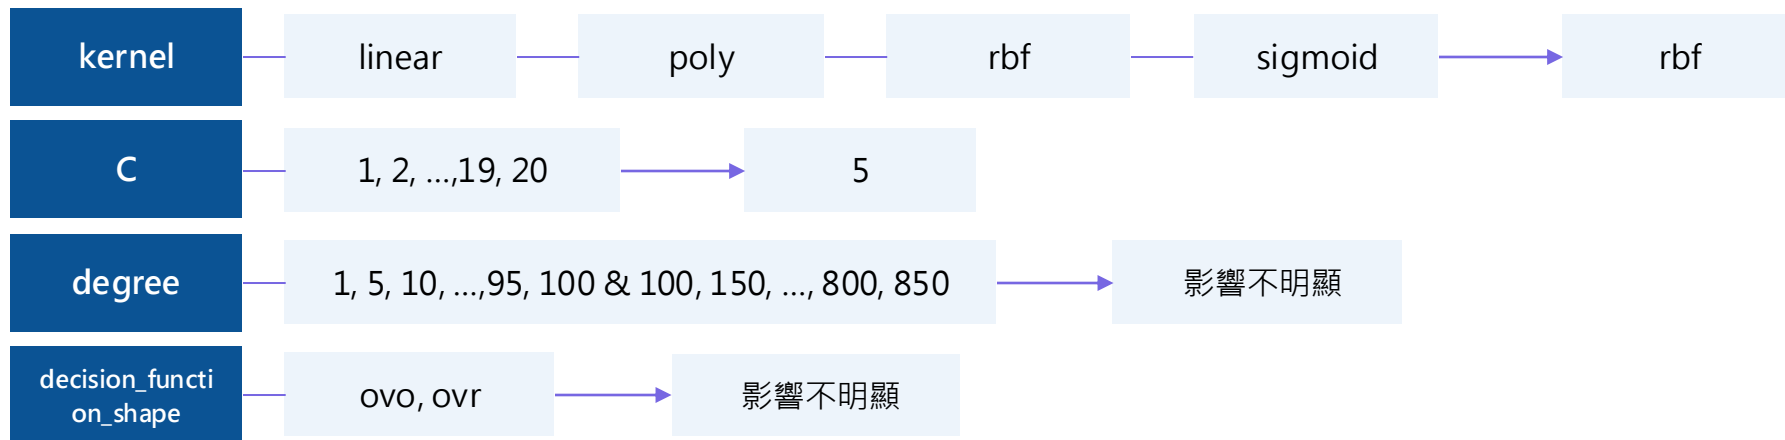 kernel
linear
poly
rbf
sigmoid
rbf
C
1, 2, ...,19, 20
5
degree
1, 5, 10, ...,95, 100 & 100, 150, ..., 800, 850
影響不明顯
decision_functi
on_shape
ovo, ovr
影響不明顯